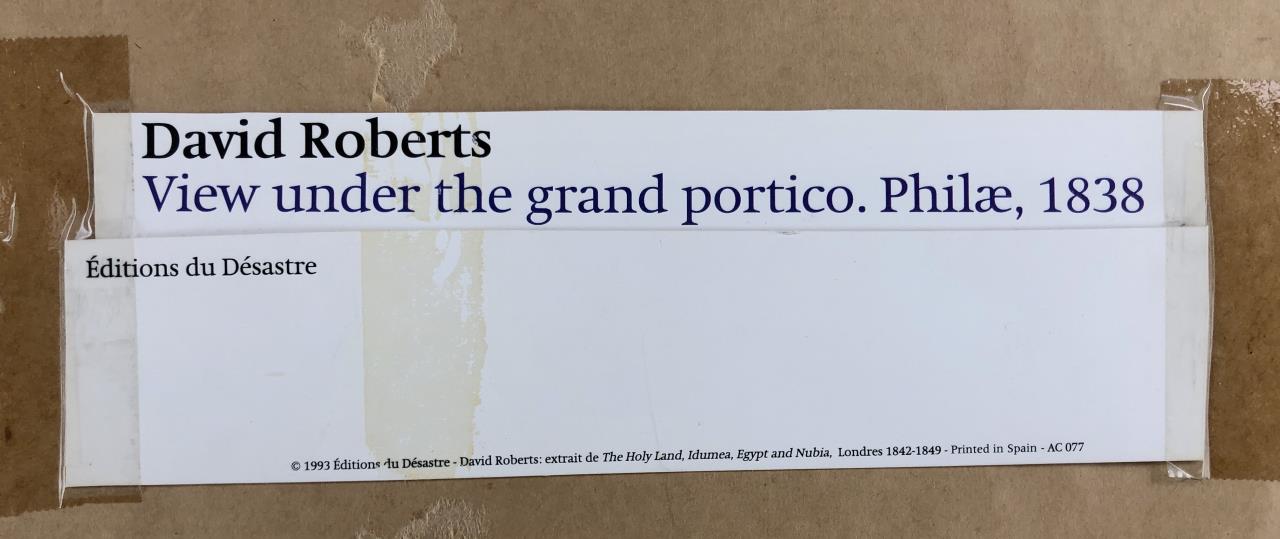 David Roberts
View under the grand portico. Philæ, 1838
Éditions du Désastre
© 1993 Éditions du Désastre - David Roberts: extrait de The Holy Land, Idumea, Egypt and Nubia, Londres 1842-1849 - Printed in Spain - AC 077